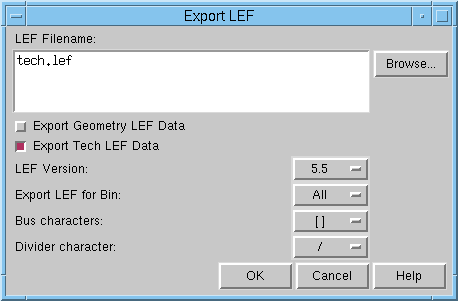 Export LEF
LEF Filename:
tech.lef
Browse...
Export Geometry LEF Data
Export Tech LEF Data
LEF Version: 5.5
Export LEF for Bin: All
Bus characters: []
Divider character: /
OK Cancel Help